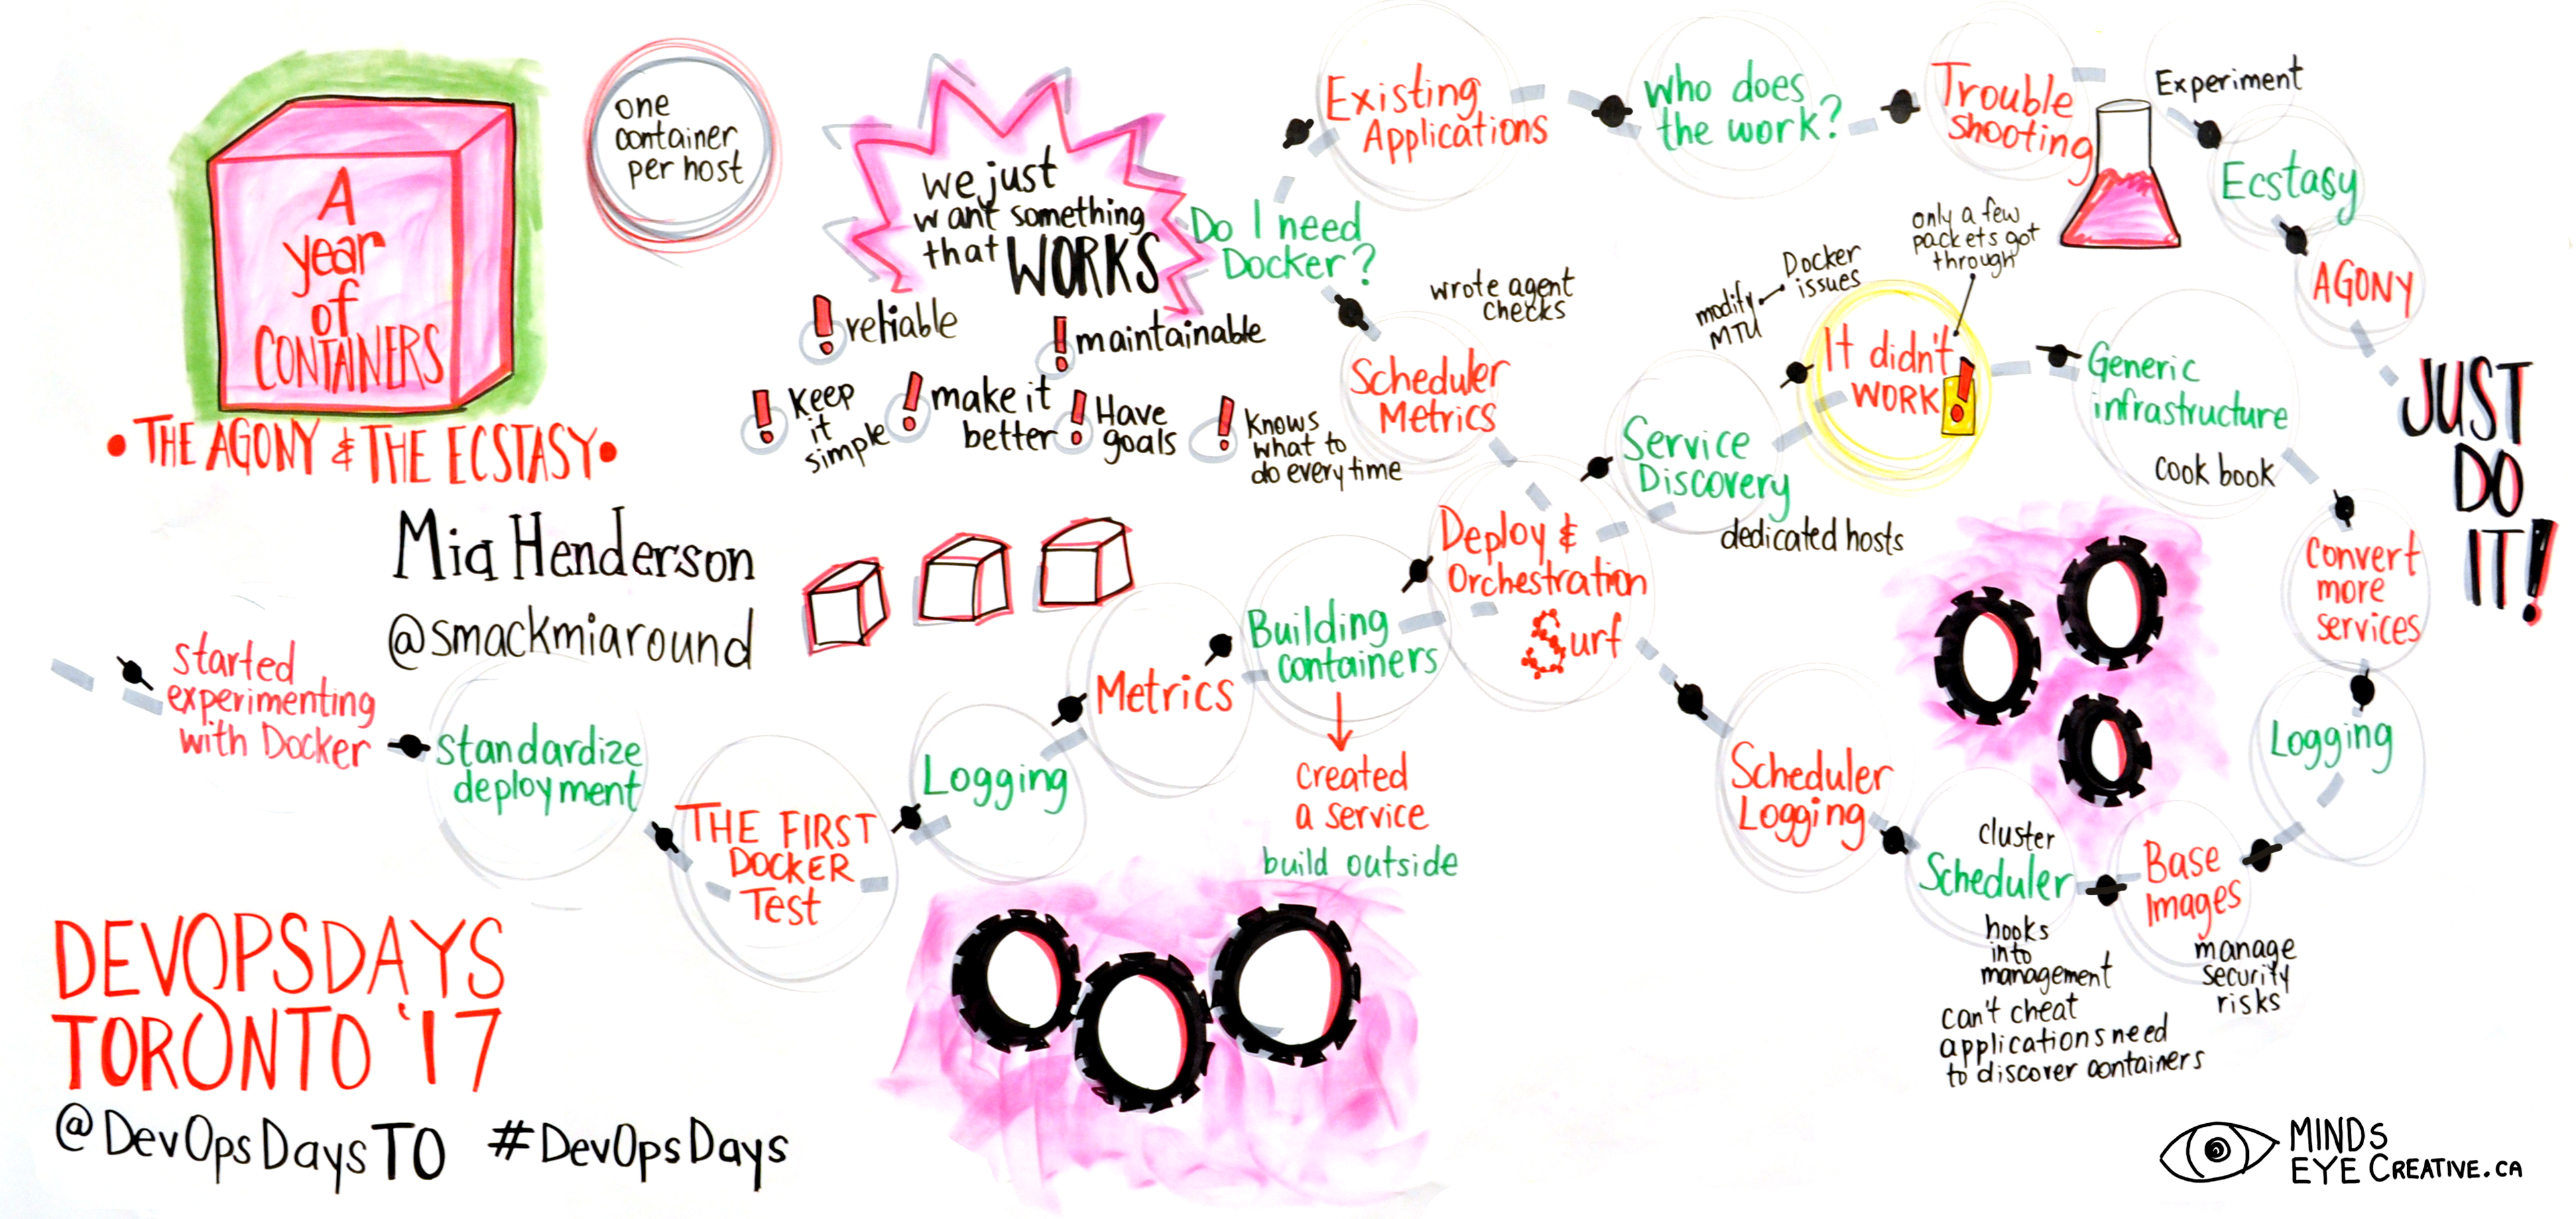 A
year
of
CONTAINERS
• THE AGONY & THE ECSTASY •
Mia Henderson
@smackmiaround
one
container
per host
we just
want something
that WORKS
reliable
maintainable
Keep
it
simple
make it
better
Have
goals
Knows
what to
do every time
started
experimenting
with Docker
standardize
deployment
THE FIRST
DOCKER
TEST
Logging
Metrics
Building
containers
created
a service
build outside
Deploy &
Orchestration
Surf
Scheduler
Metrics
wrote agent
checks
Do I need
Docker?
Existing
Applications
who does
the work?
Trouble
shooting
Experiment
Ecstasy
AGONY
JUST
DO
IT!
Service
Discovery
dedicated hosts
It didn't
WORK!
modify
MTU
Docker
issues
only a few
packets got
through
Generic
infrastructure
cook book
convert
more
services
Logging
Base
Images
manage
security
risks
cluster
Scheduler
hooks
into
management
can't cheat
applications need
to discover containers
Scheduler
Logging
DEVOPSDAYS
TORONTO '17
@DevOpsDaysTO #DevOpsDays
MINDS
EYE CREATIVE.CA